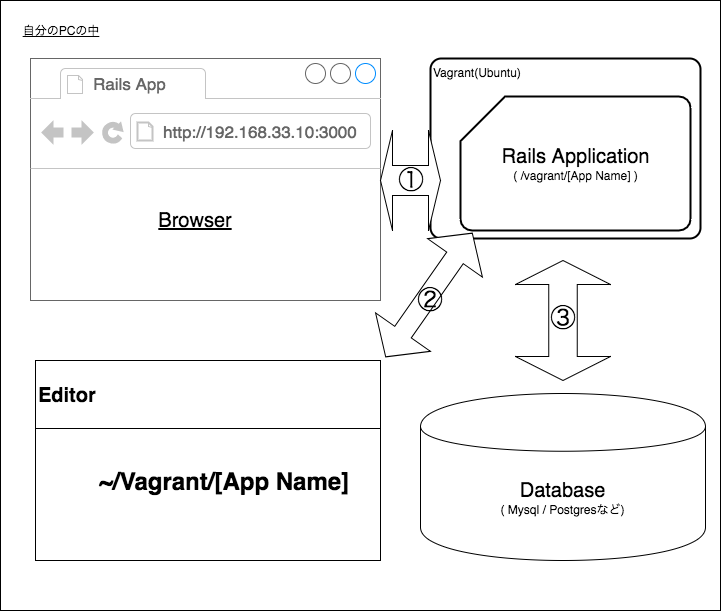 自分のPCの中
Rails App
http://192.168.33.10:3000
Browser
Vagrant(Ubuntu)
Rails Application
( /vagrant/[App Name] )
①
②
③
Editor
~/Vagrant/[App Name]
Database
( Mysql / Postgresなど)